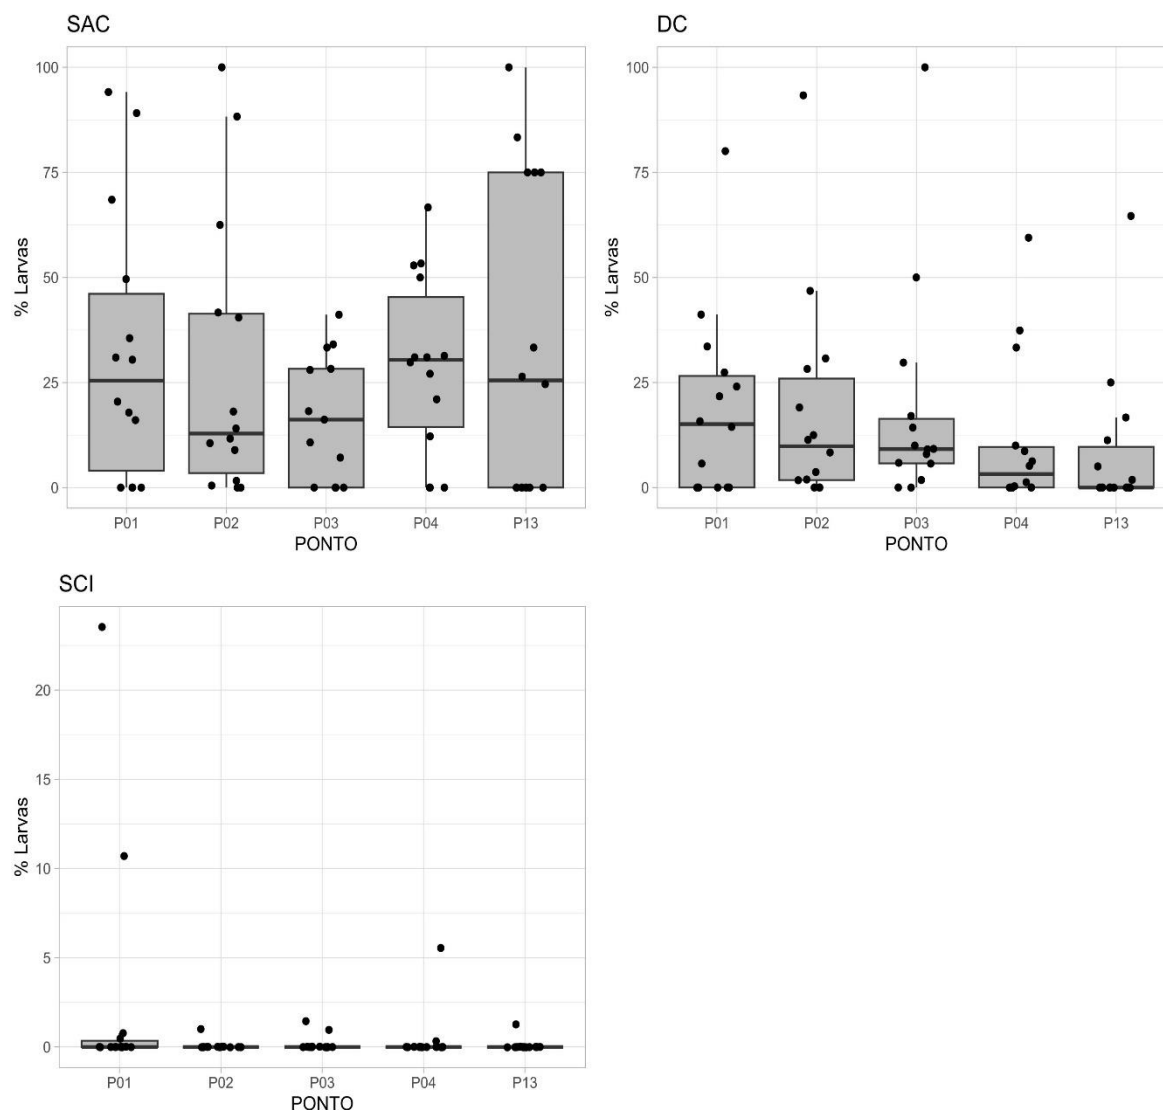 SAC
% Larvas
100
75
50
25
0
P01 P02 P03 P04 P13
PONTO
DC
% Larvas
100
75
50
25
0
P01 P02 P03 P04 P13
PONTO
SCI
% Larvas
20
15
10
5
0
P01 P02 P03 P04 P13
PONTO